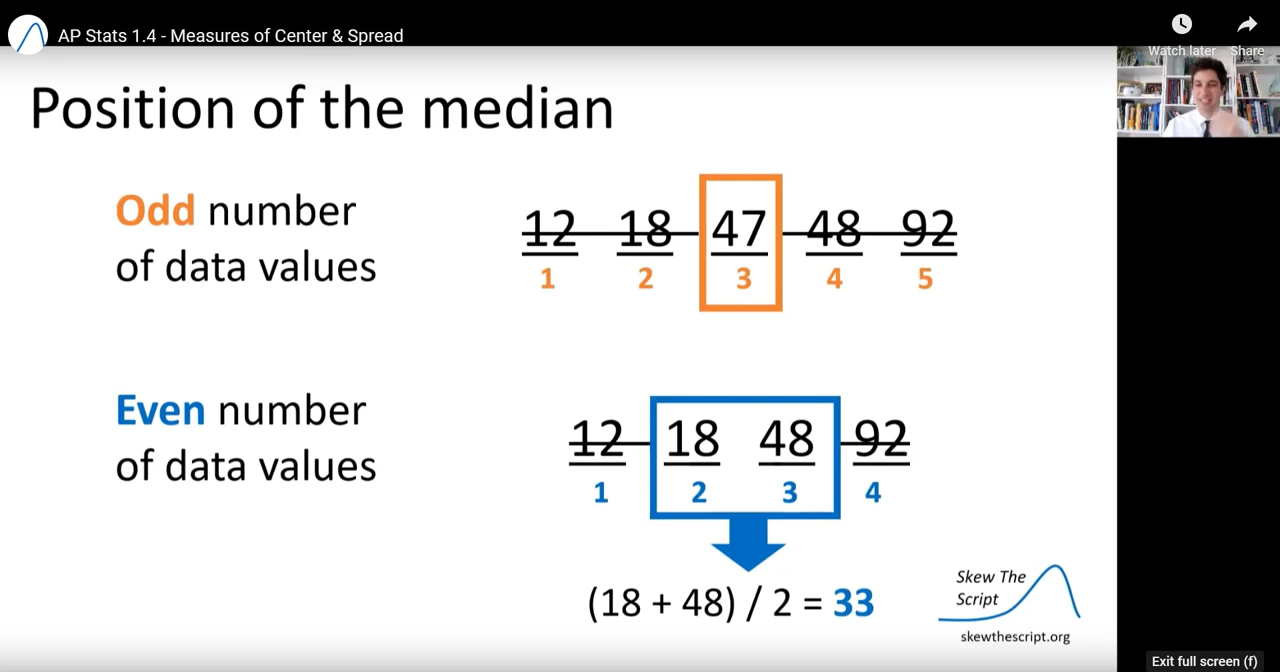 AP Stats 1.4 - Measures of Center & Spread
Watch later Share
Position of the median
Odd number
of data values
12 18 47 48 92
1 2 3 4 5
Even number
of data values
12 18 48 92
1 2 3 4
(18 + 48) / 2 = 33
Skew The
Script
skewthescript.org
Exit full screen (f)